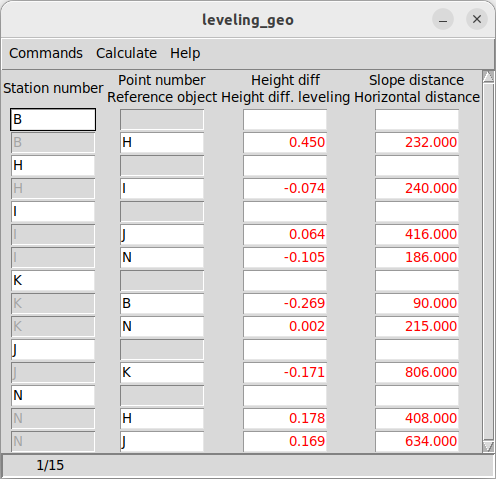 leveling_geo
Commands Calculate Help
Station number Point number Height diff Slope distance
Reference object Height diff. leveling Horizontal distance
B
B H 0.450 232.000
H
H I -0.074 240.000
I
I J 0.064 416.000
I N -0.105 186.000
K
K B -0.269 90.000
K N 0.002 215.000
J
J K -0.171 806.000
N
N H 0.178 408.000
N J 0.169 634.000
1/15